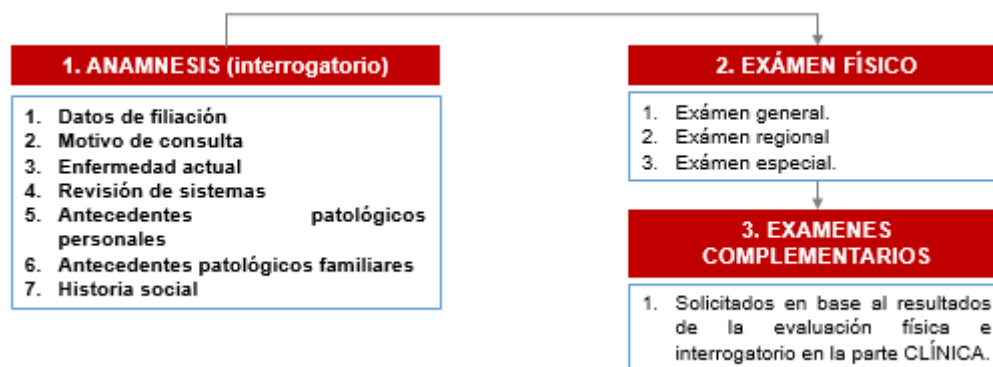 1. ANAMNESIS (interrogatorio)
1. Datos de filiación
2. Motivo de consulta
3. Enfermedad actual
4. Revisión de sistemas
5. Antecedentes patológicos
personales
6. Antecedentes patológicos familiares
7. Historia social
2. EXÁMEN FÍSICO
1. Exámen general.
2. Exámen regional
3. Exámen especial.
3. EXAMENES
COMPLEMENTARIOS
1. Solicitados en base al resultados
de la evaluación física e
interrogatorio en la parte CLÍNICA.